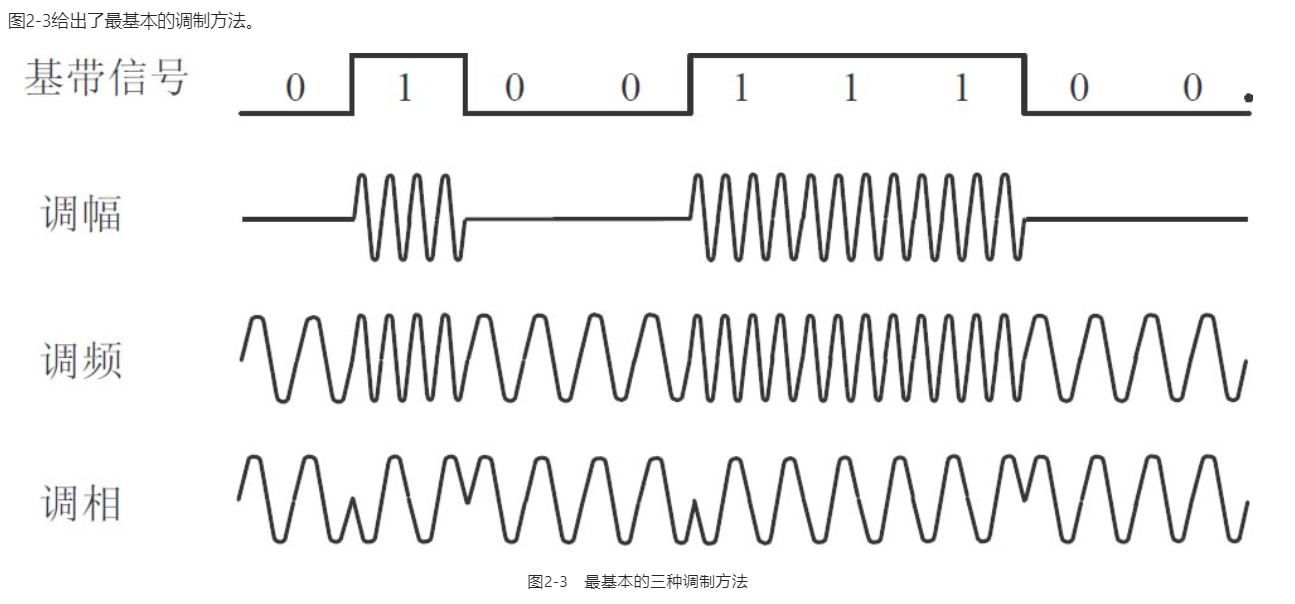 图2-3给出了最基本的调制方法。
基带信号 0 1 0 0 1 1 1 0 0
调幅
调频
调相
图2-3 最基本的三种调制方法